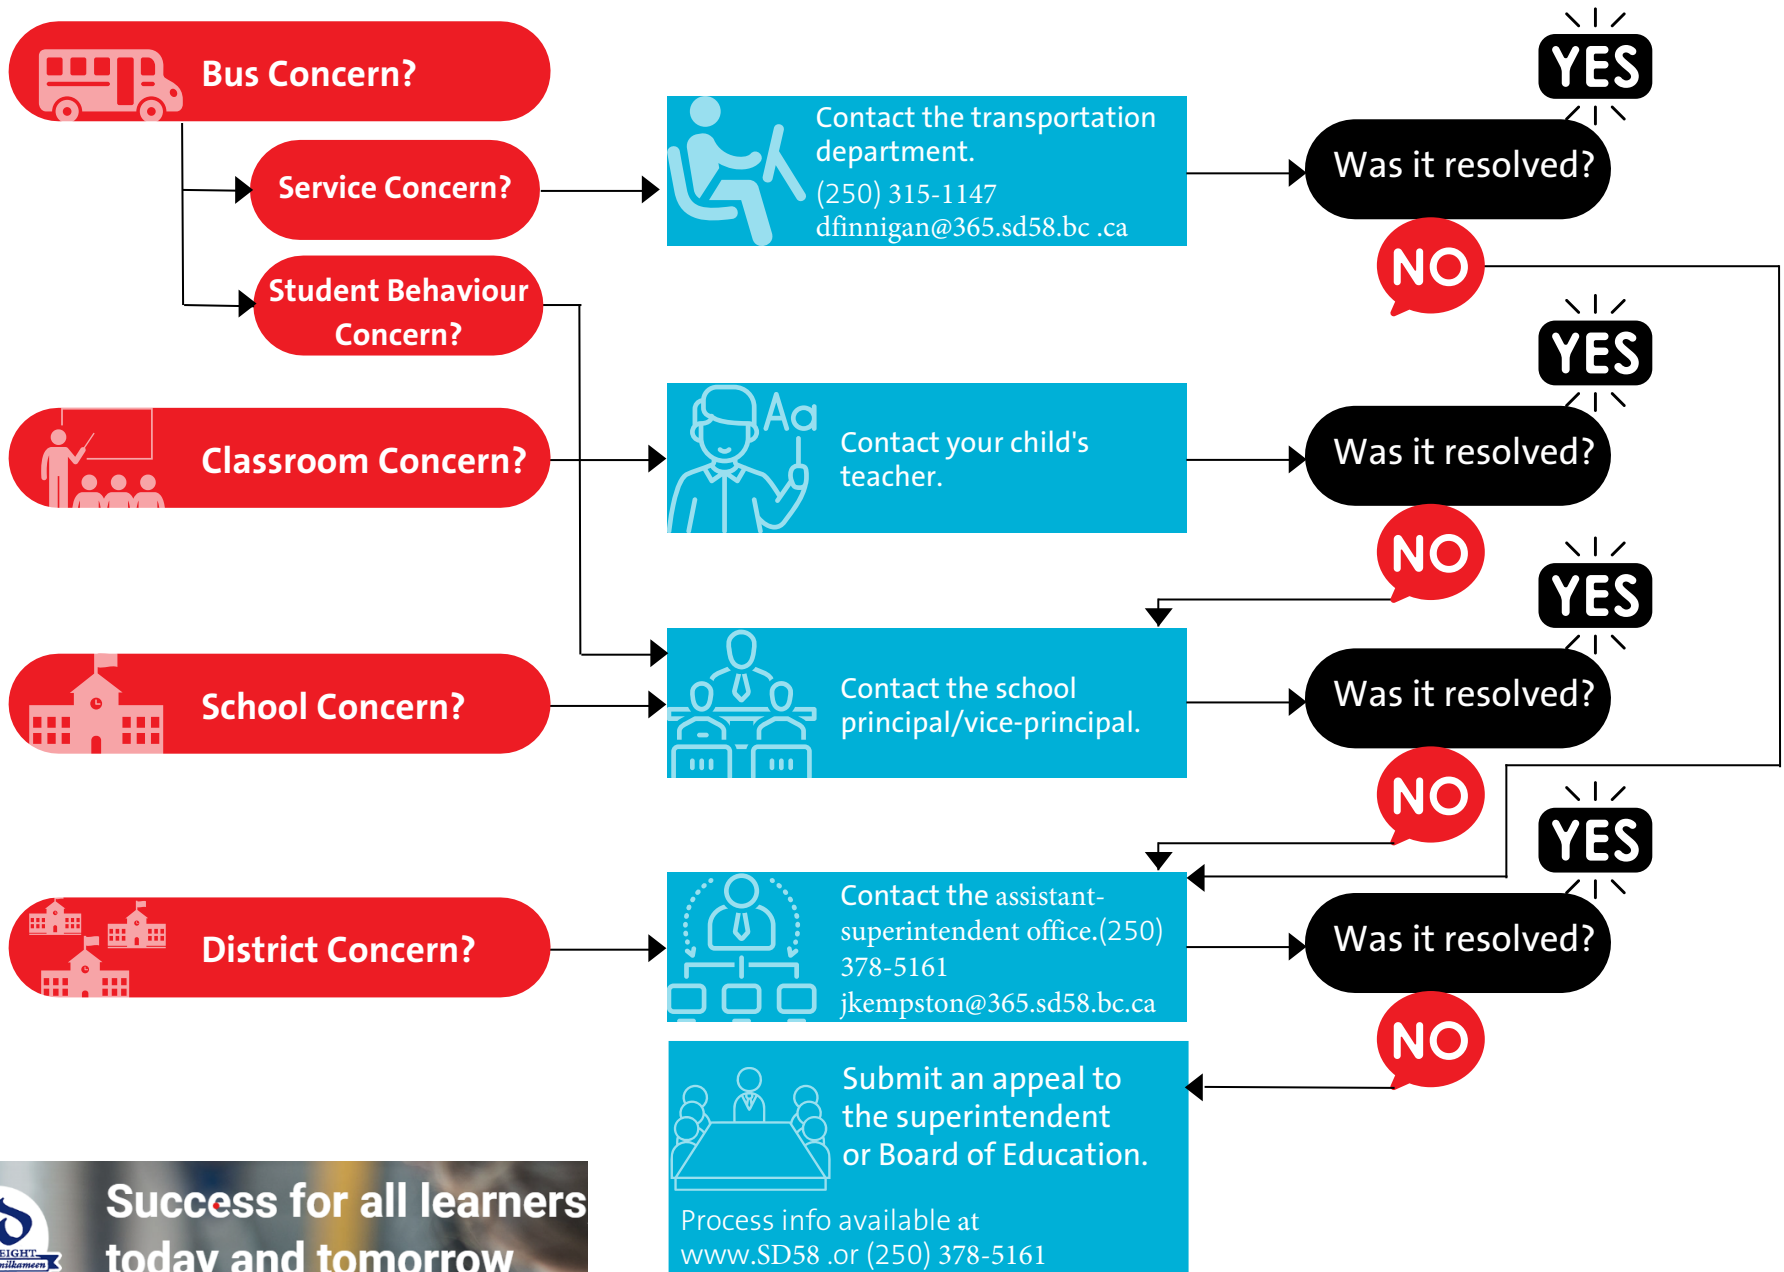 Bus Concern?
Service Concern?
Student Behaviour
Concern?
Contact the transportation
department.
(250) 315-1147
dfinnigan@365.sd58.bc .ca
Was it resolved?
YES
NO
Classroom Concern?
Aa
Contact your child's
teacher.
Was it resolved?
YES
NO
School Concern?
Contact the school
principal/vice-principal.
Was it resolved?
YES
NO
District Concern?
Contact the assistant-
superintendent office.(250)
378-5161
jkempston@365.sd58.bc.ca
Was it resolved?
YES
NO
Submit an appeal to
the superintendent
or Board of Education.
Process info available at
www.SD58 .or (250) 378-5161
EIGHT
milkameen
Success for all learners
today and tomorrow